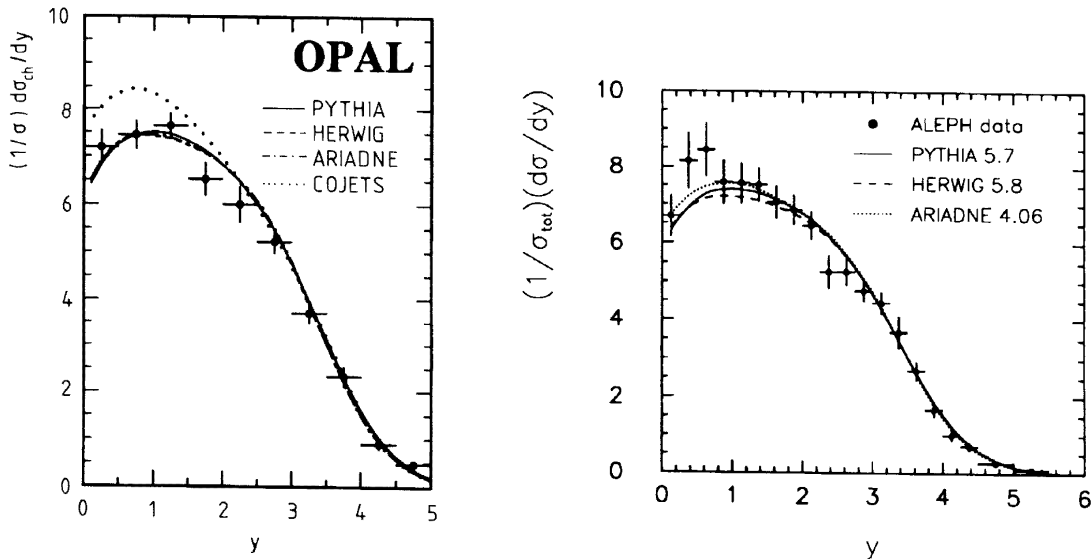 OPAL
(1/σ) dσch/dy
10
8
6
4
2
0
PYTHIA
HERWIG
ARIADNE
COJETS
0 1 2 3 4 5
y
(1/σtot)(dσ/dy)
10
8
6
4
2
0
ALEPH data
PYTHIA 5.7
HERWIG 5.8
ARIADNE 4.06
0 1 2 3 4 5 6
y